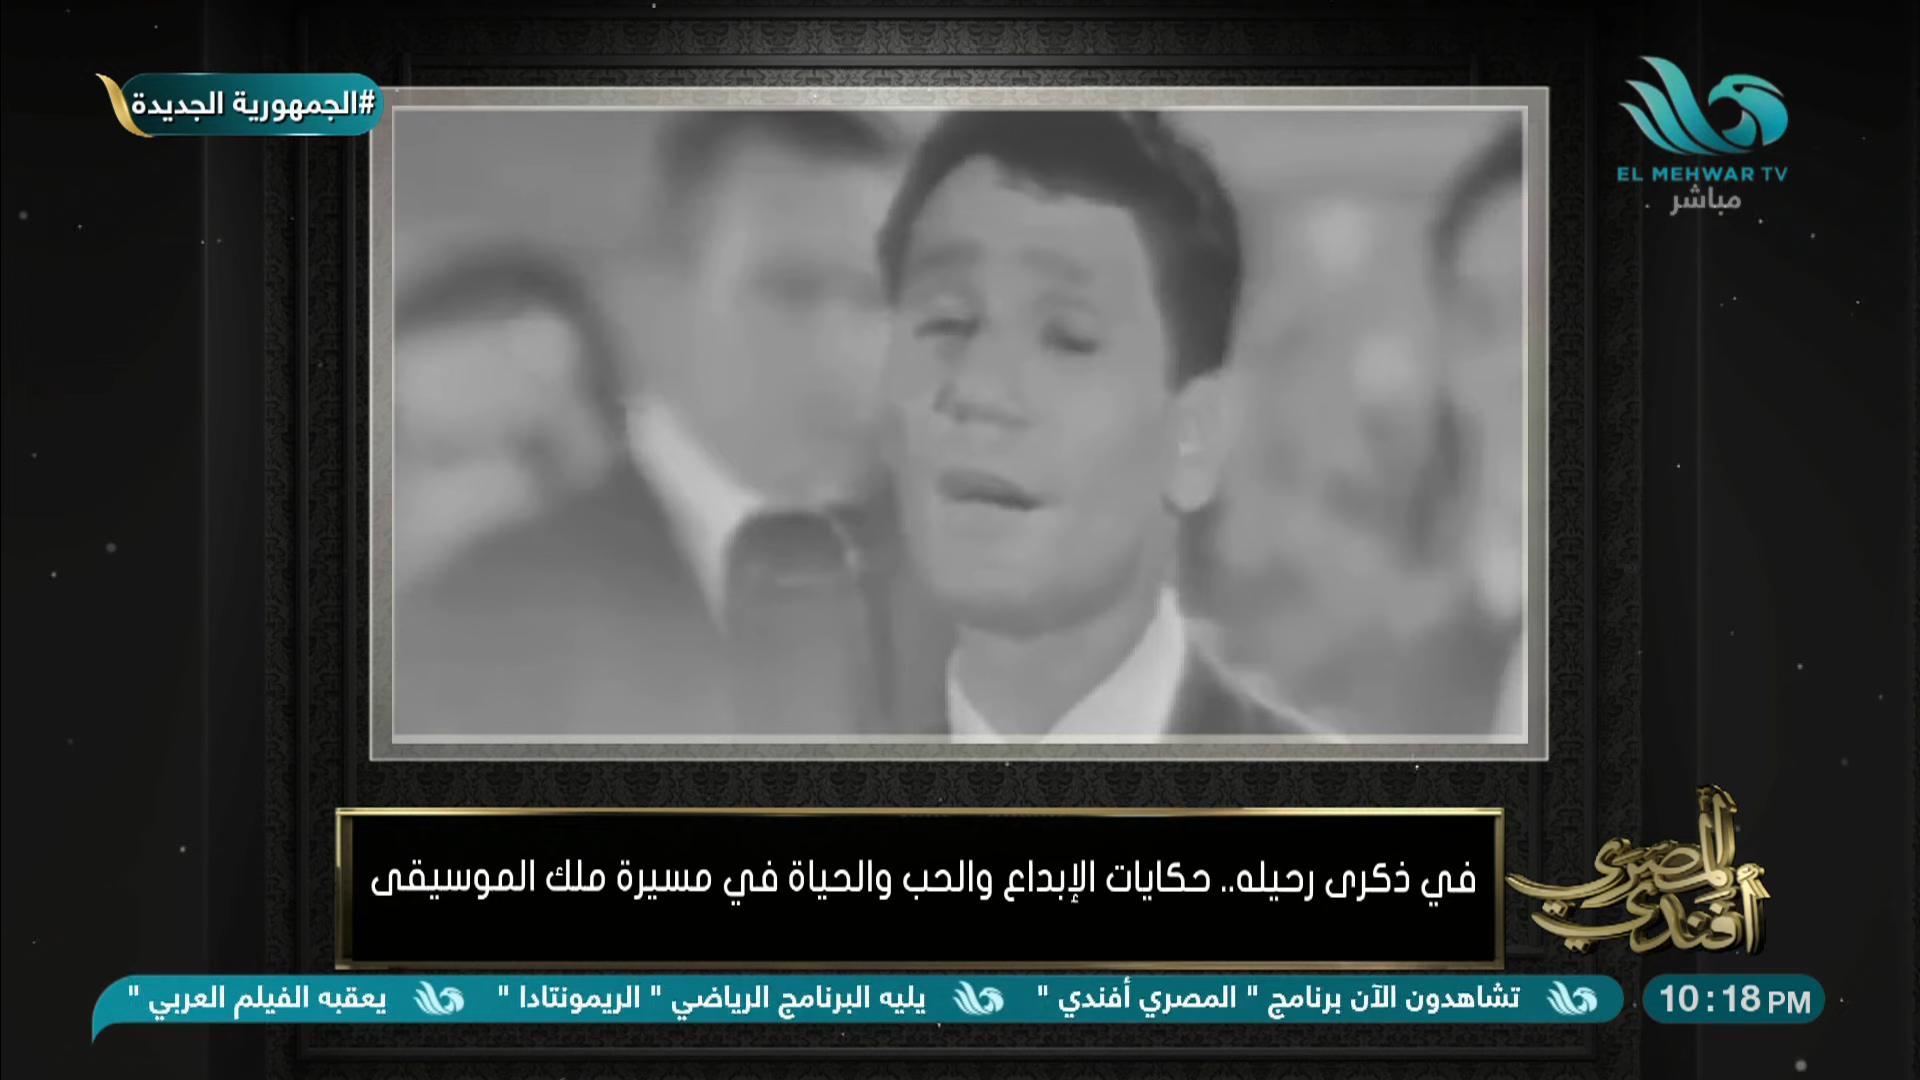 #الجمهورية الجديدة
EL MEHWAR TV
مباشر
في ذكرى رحيله.. حكايات الإبداع والحب والحياة في مسيرة ملك الموسيقى
المصري
أفندي
تشاهدون الآن برنامج " المصري أفندي " يليه البرنامج الرياضي " الريمونتادا " يعقبه الفيلم العربي "
10:18 PM